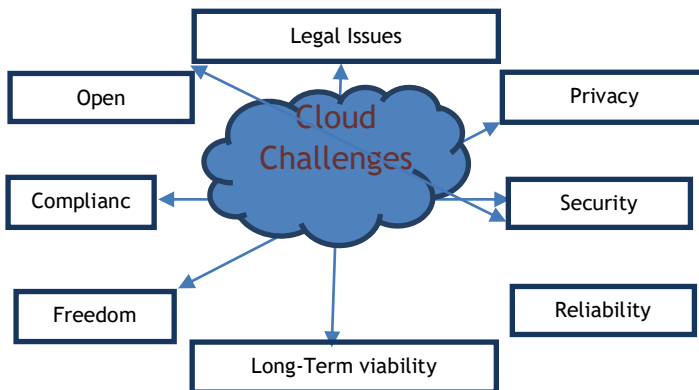 Legal Issues
Open
Privacy
Cloud
Challenges
Complianc
Security
Freedom
Reliability
Long-Term viability